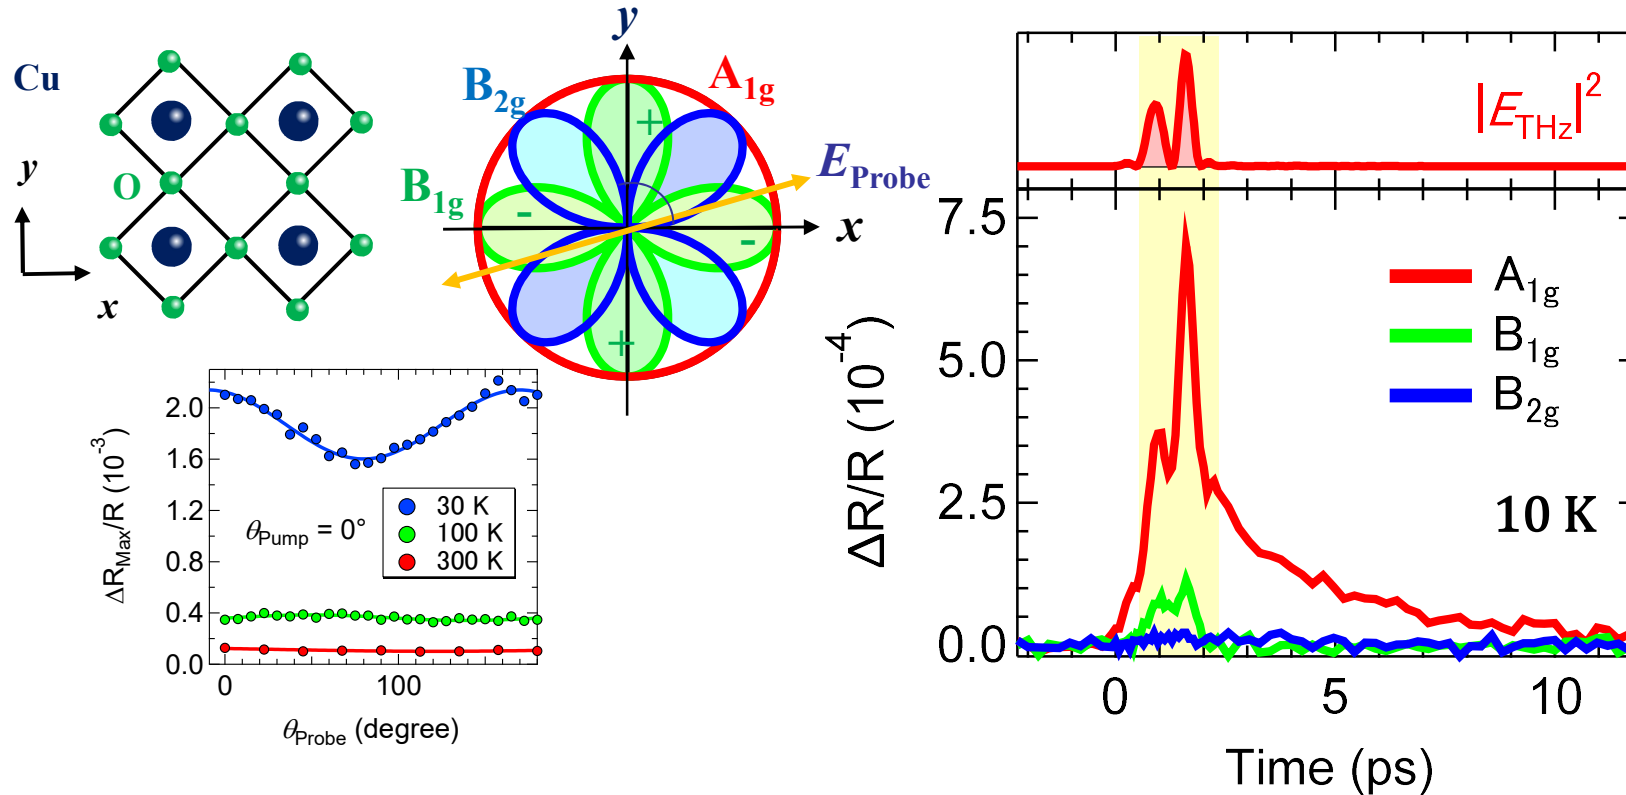 Cu
O
y
x
y
x
A1g
B2g
B1g
+
-
-
+
EProbe
2.0
1.6
1.2
0.8
0.4
0.0
0
100
ΔRMax/R (10-3)
θProbe (degree)
θPump = 0°
30 K
100 K
300 K
|ETHz|2
7.5
5.0
2.5
0.0
ΔR/R (10-4)
A1g
B1g
B2g
10 K
0
5
10
Time (ps)